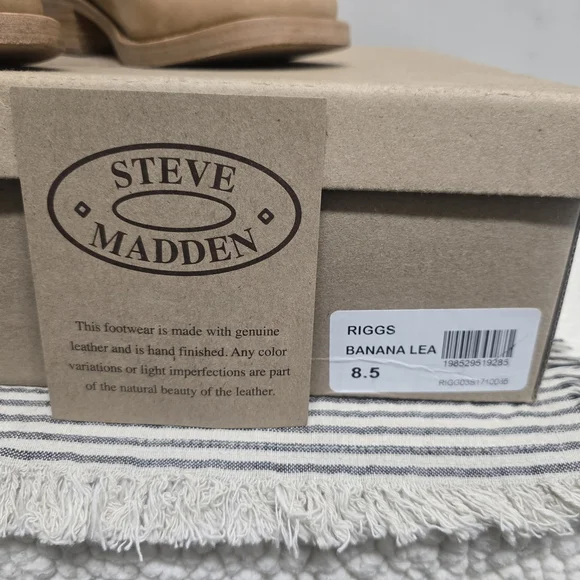 STEVE
MADDEN
This footwear is made with genuine
leather and is hand finished. Any color
variations or light imperfections are part
of the natural beauty of the leather.
RIGGS
BANANA LEA
198529519285
8.5